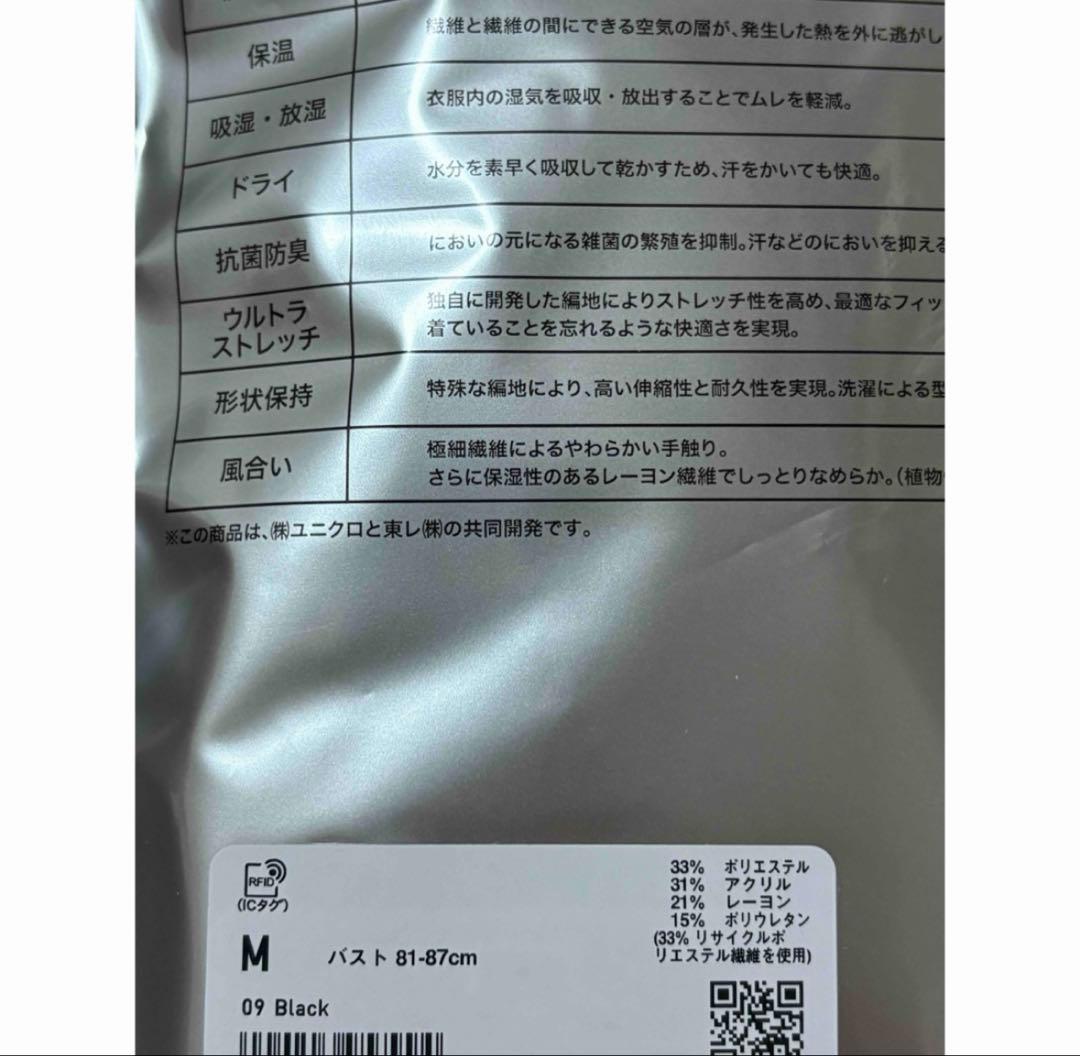 保温
繊維と繊維の間にできる空気の層が、発生した熱を外に逃がし
吸湿・放湿
衣服内の湿気を吸収・放出することでムレを軽減。
ドライ
水分を素早く吸収して乾かすため、汗をかいても快適。
抗菌防臭
においの元になる雑菌の繁殖を抑制。汗などのにおいを抑える
ウルトラ
ストレッチ
独自に開発した編地によりストレッチ性を高め、最適なフィッ
着ていることを忘れるような快適さを実現。
形状保持
特殊な編地により、高い伸縮性と耐久性を実現。洗濯による型
風合い
極細繊維によるやわらかい手触り。
さらに保湿性のあるレーヨン繊維でしっとりなめらか。(植物
※この商品は、㈱ユニクロと東レ㈱の共同開発です。
RFID
(ICタグ)
M
バスト 81-87cm
09 Black
33% ポリエステル
31% アクリル
21% レーヨン
15% ポリウレタン
(33% リサイクルポ
リエステル繊維を使用)